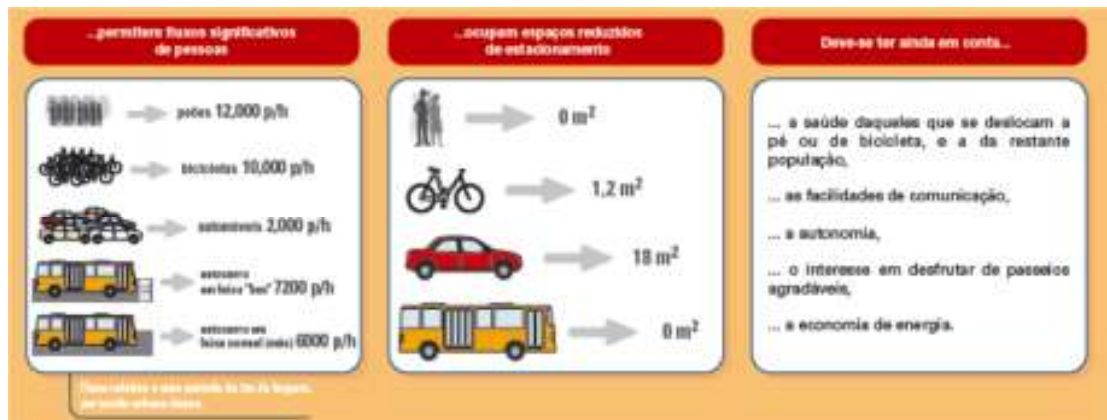 ...permitere fluxos significativos
de pessoas
peões 12,000 p/h
bicicletas 10,000 p/h
automóveis 2,000 p/h
autocarro
em faixa "bus" 7200 p/h
autocarro em
faixa normal (mix) 6000 p/h
...ocupam espaços reduzidos
de estacionamento
0 m²
1,2 m²
18 m²
0 m²
Deve-se ter ainda em conta...
... a saúde daqueles que se deslocam a
pé ou de bicicleta, e a da restante
população,
... as facilidades de comunicação,
... a autonomia,
... o interesse em desfrutar de passeios
agradáveis,
... a economia de energia.